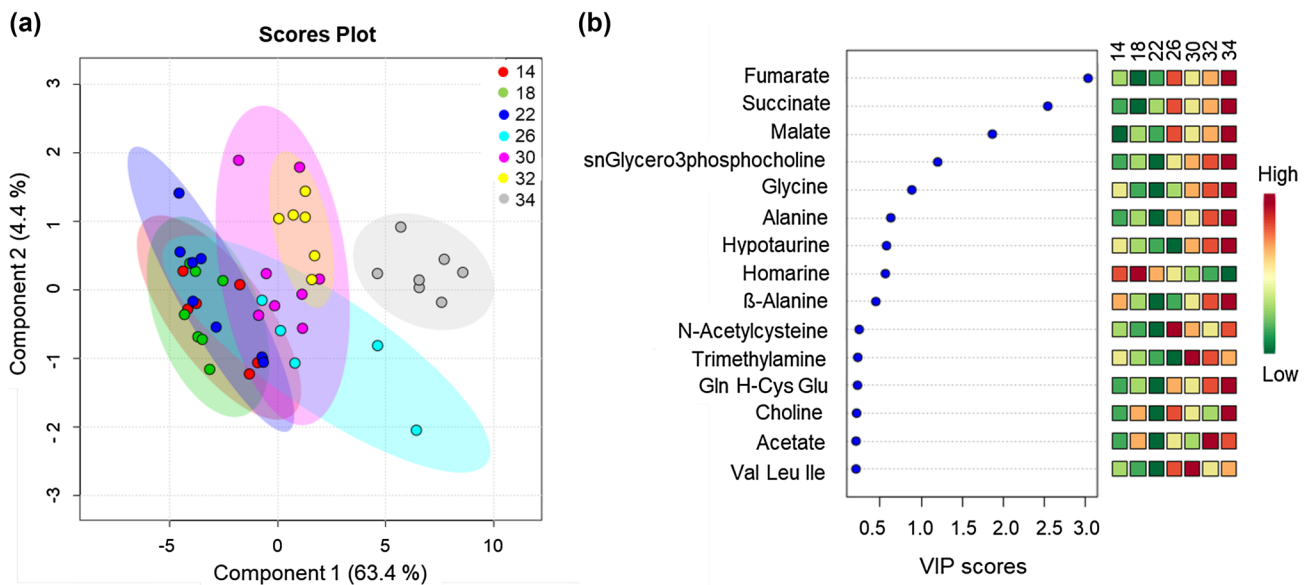 (a)
Scores Plot
Component 2 (4.4 %)
3
2
1
0
-1
-2
-3
14
18
22
26
30
32
34
-5
0
5
10
Component 1 (63.4 %)
(b)
14 18 22 26 30 32 34
Fumarate
Succinate
Malate
snGlycero3phosphocholine
Glycine
Alanine
Hypotaurine
Homarine
ß-Alanine
N-Acetylcysteine
Trimethylamine
Gln H-Cys Glu
Choline
Acetate
Val Leu Ile
0.5 1.0 1.5 2.0 2.5 3.0
VIP scores
High
Low